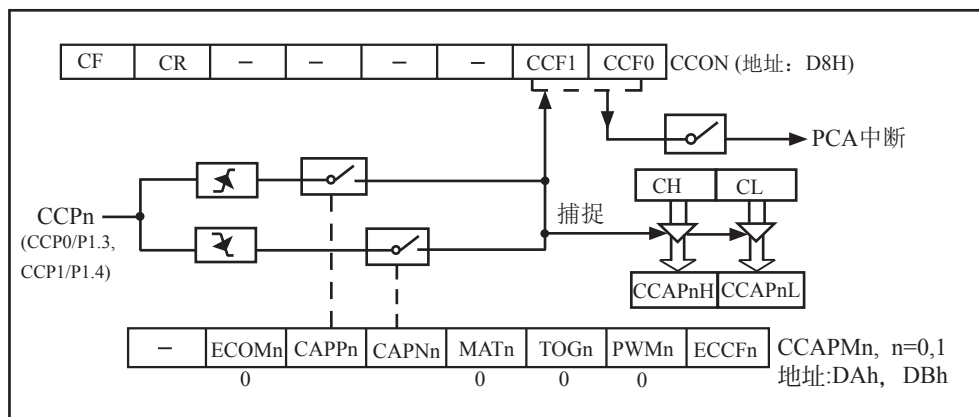 CF CR – – – – CCF1 CCF0 CCON (地址：D8H)
PCA中断
CH CL
捕捉
CCPn
(CCP0/P1.3,
CCP1/P1.4)
CCAPnH CCAPnL
– ECOMn CAPPn CAPNn MATn TOGn PWMn ECCFn CCAPMn, n=0,1
0 0 0 0 地址:DAh, DBh